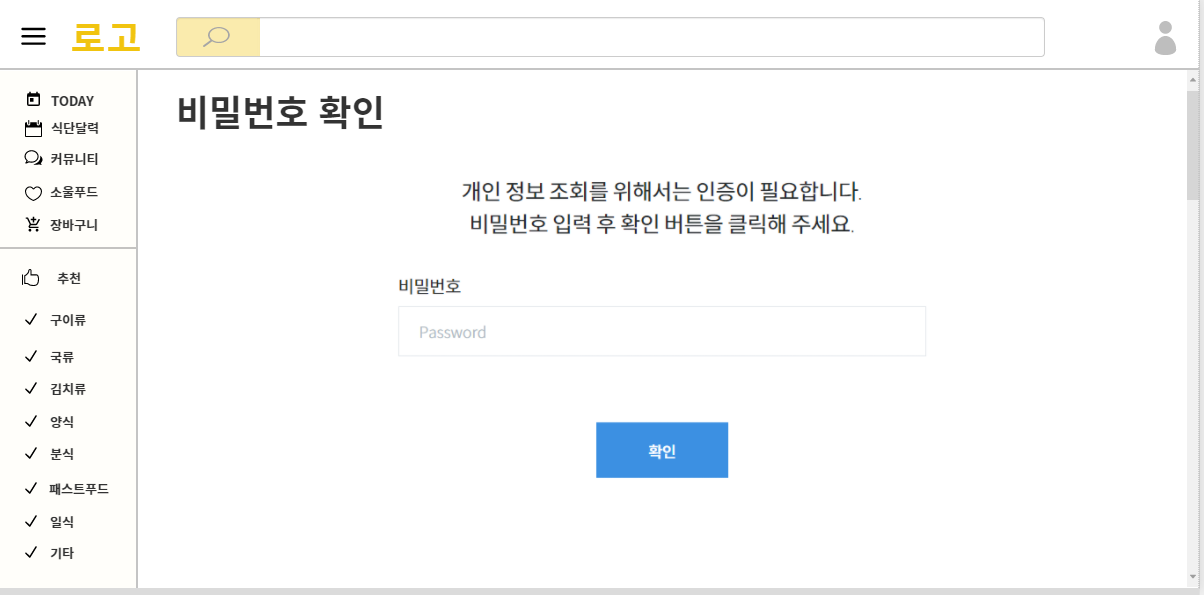 로고
TODAY
식단달력
커뮤니티
소울푸드
장바구니
추천
구이류
국류
김치류
양식
분식
패스트푸드
일식
기타
비밀번호 확인
개인 정보 조회를 위해서는 인증이 필요합니다.
비밀번호 입력 후 확인 버튼을 클릭해 주세요.
비밀번호
Password
확인